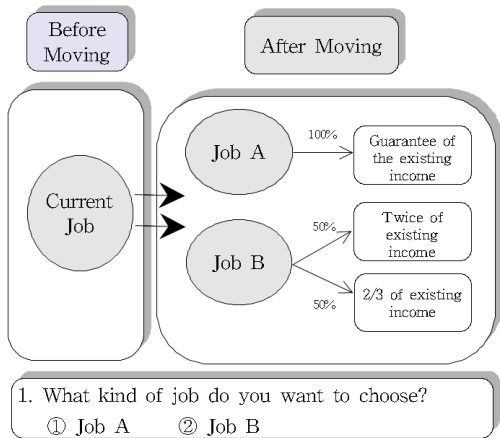 Before
Moving
After Moving
Current
Job
Job A
100%
Guarantee of
the existing
income
Job B
50%
Twice of
existing
income
50%
2/3 of existing
income
1. What kind of job do you want to choose?
① Job A ② Job B